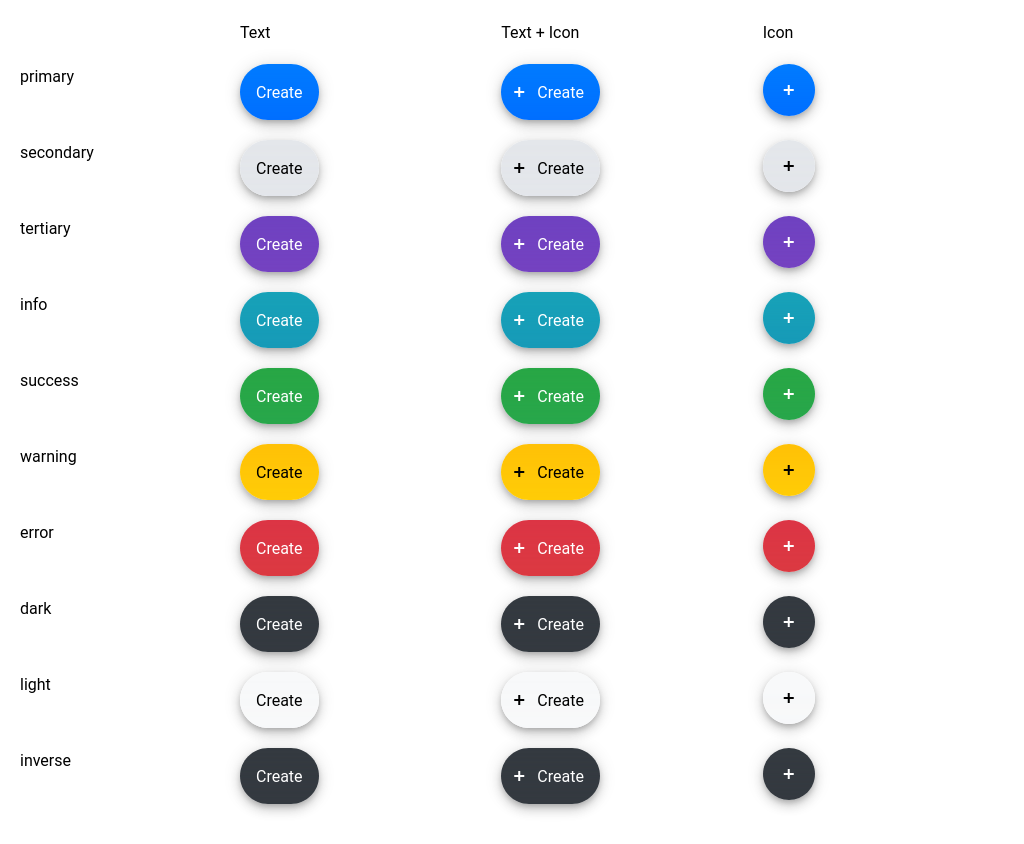 Text Text + Icon Icon
primary Create + Create +
secondary Create + Create +
tertiary Create + Create +
info Create + Create +
success Create + Create +
warning Create + Create +
error Create + Create +
dark Create + Create +
light Create + Create +
inverse Create + Create +